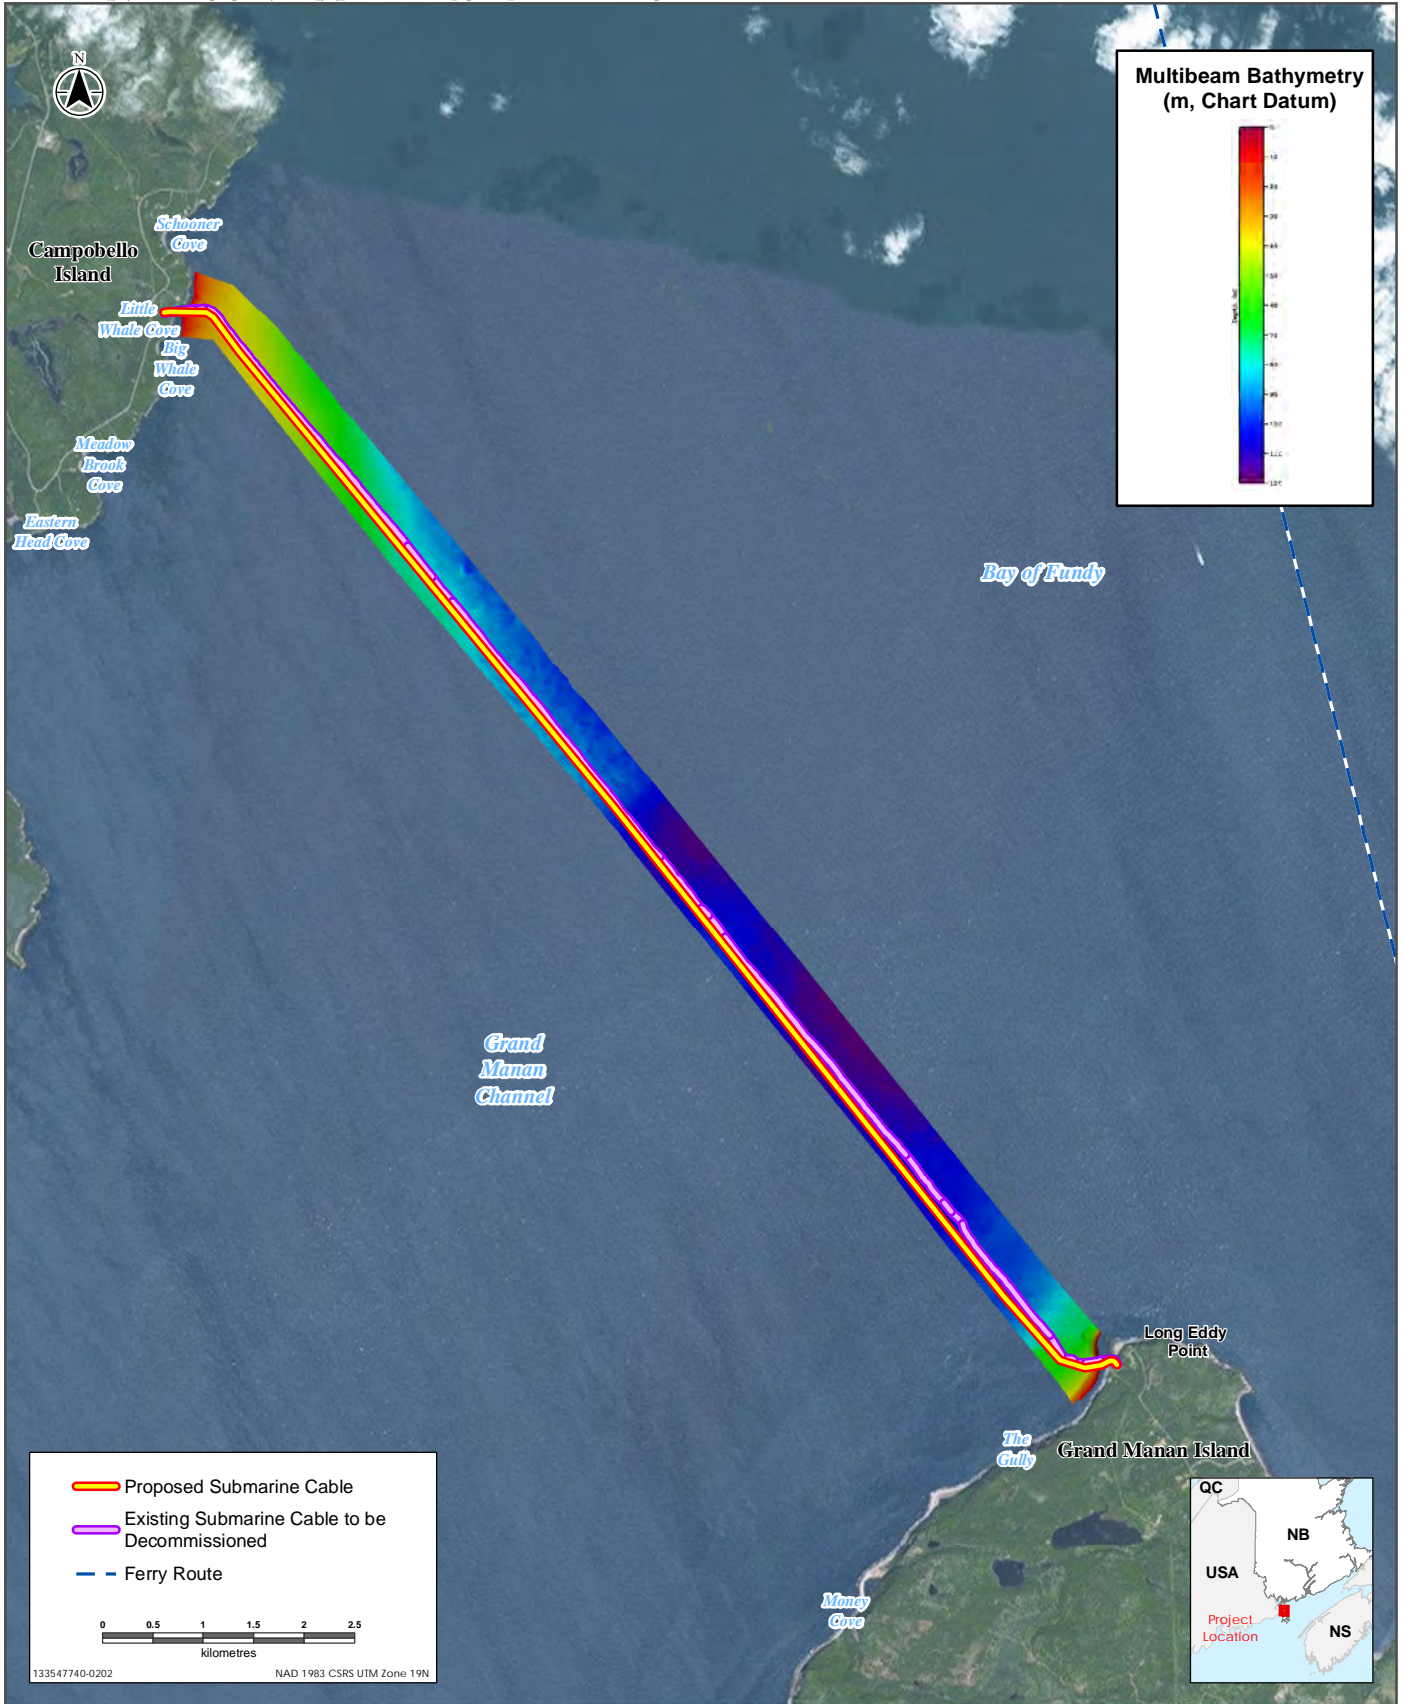 N
Multibeam Bathymetry
(m, Chart Datum)
Schooner
Cove
Campobello
Island
Little
Whale Cove
Big
Whale
Cove
Meadow
Brook
Cove
Eastern
Head Cove
Bay of Fundy
Grand
Manan
Channel
Long Eddy
Point
The
Gully
Grand Manan Island
Money
Cove
Proposed Submarine Cable
Existing Submarine Cable to be
Decommissioned
Ferry Route
0 0.5 1 1.5 2 2.5
kilometres
133547740-0202 NAD 1983 CSRS UTM Zone 19N
QC
NB
USA
Project
Location
NS